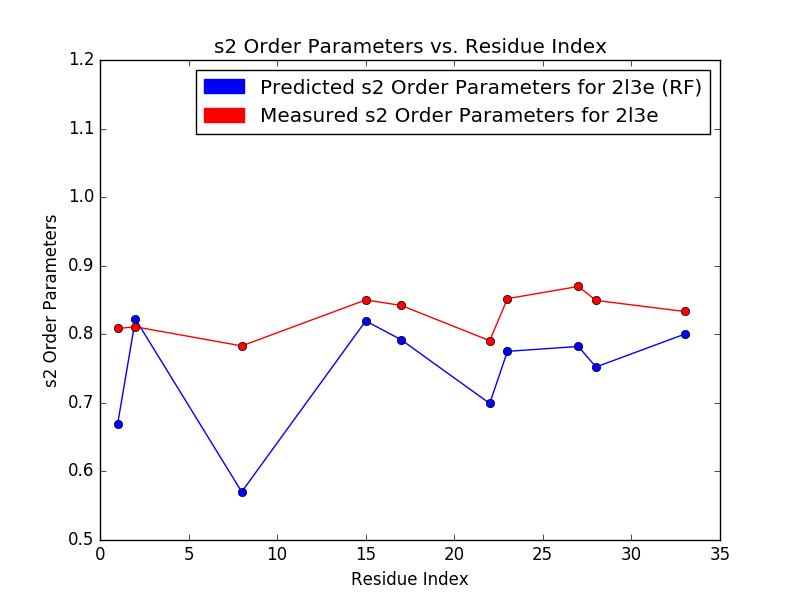 s2 Order Parameters vs. Residue Index
Predicted s2 Order Parameters for 2l3e (RF)
Measured s2 Order Parameters for 2l3e
s2 Order Parameters
1.2
1.1
1.0
0.9
0.8
0.7
0.6
0.5
0 5 10 15 20 25 30 35
Residue Index